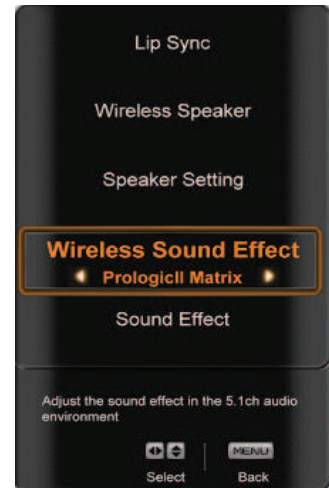 Lip Sync
Wireless Speaker
Speaker Setting
Wireless Sound Effect
PrologicII Matrix
Sound Effect
Adjust the sound effect in the 5.1ch audio
environment
MENU
Select
Back